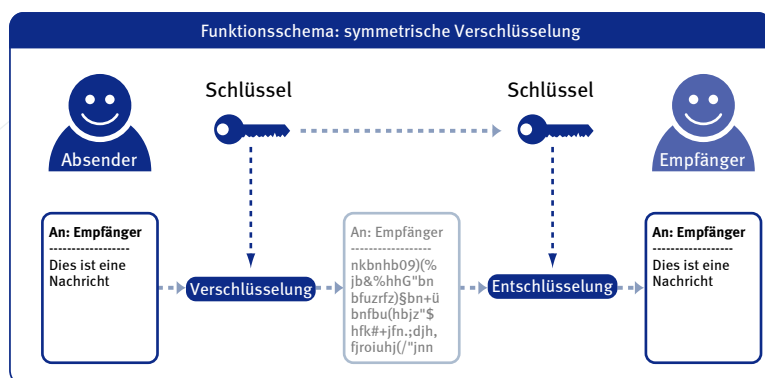 Funktionsschema: symmetrische Verschlüsselung
Schlüssel
Schlüssel
Absender
Empfänger
An: Empfänger
------------------
Dies ist eine
Nachricht
Verschlüsselung
An: Empfänger
------------------
nkbnhb09)(%
jb&%hhG"bn
bfuzrfz)§bn+ü
bnfbu(hbjz"$
hfk#+jfn.;djh,
fjroiuhj(/"jnn
Entschlüsselung
An: Empfänger
------------------
Dies ist eine
Nachricht